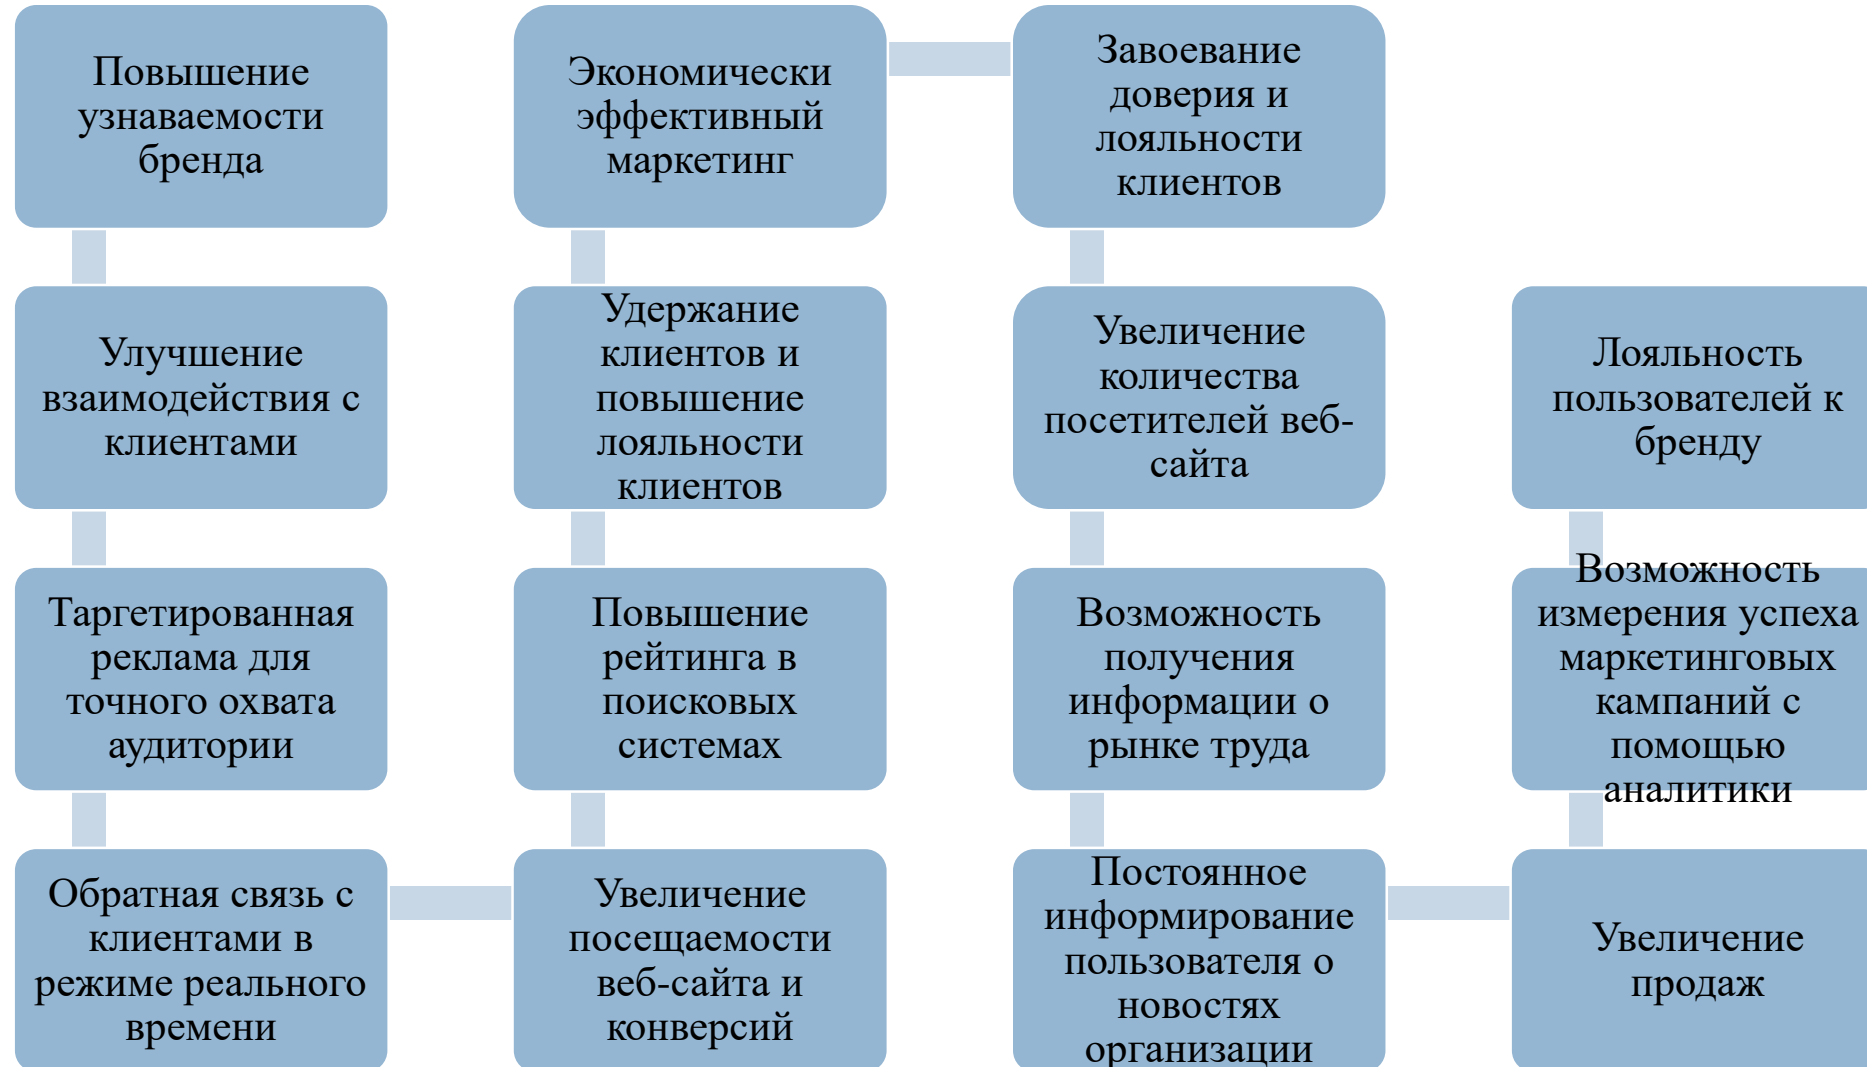 Повышение
узнаваемости
бренда
Улучшение
взаимодействия с
клиентами
Таргетированная
реклама для
точного охвата
аудитории
Обратная связь с
клиентами в
режиме реального
времени
Увеличение
посещаемости
веб-сайта и
конверсий
Повышение
рейтинга в
поисковых
системах
Удержание
клиентов и
повышение
лояльности
клиентов
Экономически
эффективный
маркетинг
Завоевание
доверия и
лояльности
клиентов
Увеличение
количества
посетителей веб-
сайта
Возможность
получения
информации о
рынке труда
Постоянное
информирование
пользователя о
новостях
организации
Увеличение
продаж
Возможность
измерения успеха
маркетинговых
кампаний с
помощью
аналитики
Лояльность
пользователей к
бренду